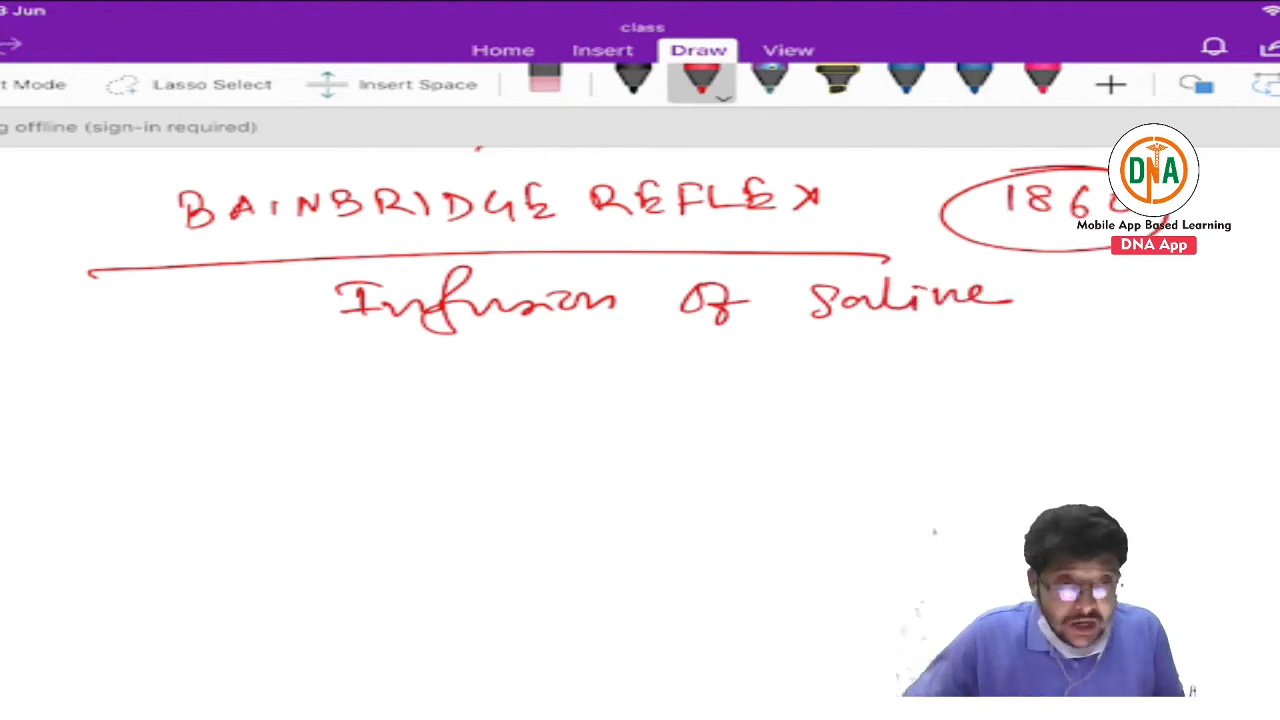 3 Jun
class
Home Insert Draw View
t Mode Lasso Select Insert Space
g offline (sign-in required)
BAINBRIDGE REFLEX 186
DNA
Mobile App Based Learning
DNA App
Infusion of saline